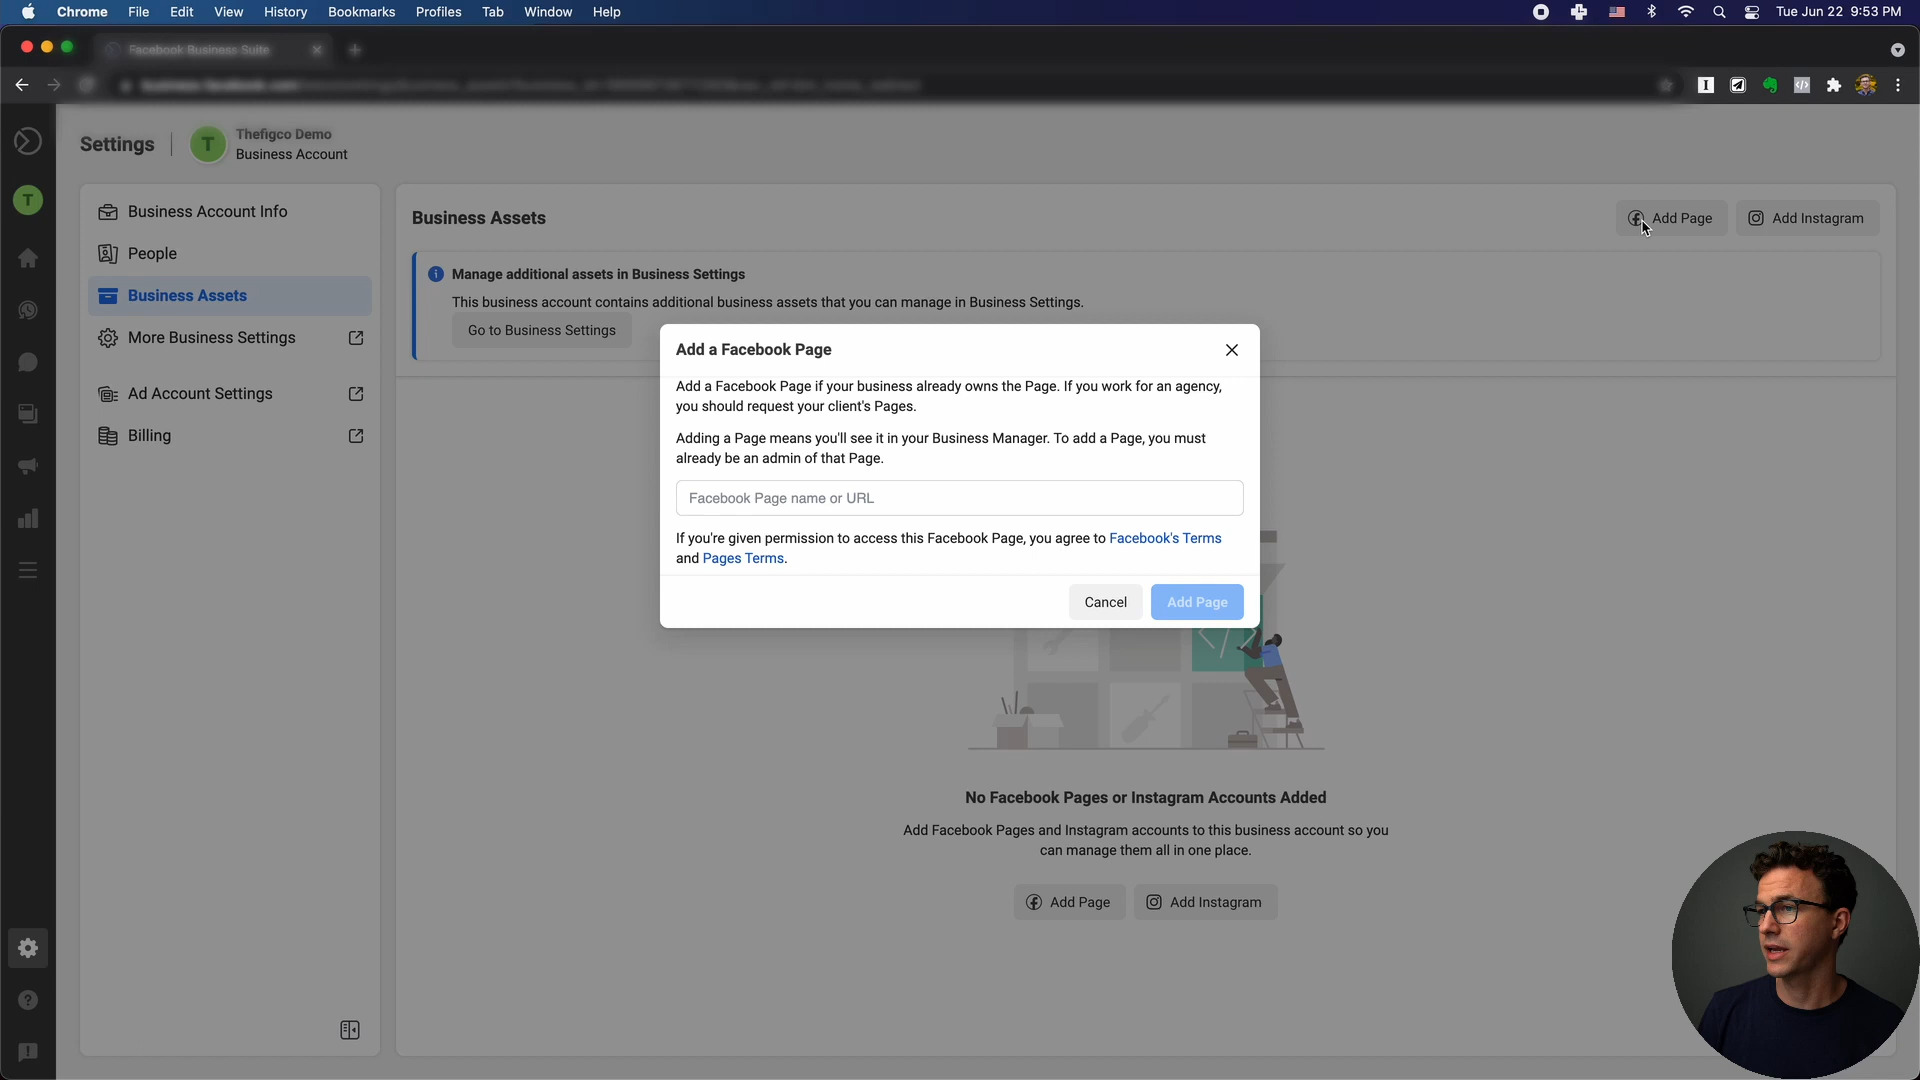 Chrome File Edit View History Bookmarks Profiles Tab Window Help
Tue Jun 22 9:53 PM
Facebook Business Suite
Settings
T
Thefigco Demo
Business Account
T
Business Account Info
People
Business Assets
More Business Settings
Ad Account Settings
Billing
Business Assets
Add Page
Add Instagram
Manage additional assets in Business Settings
This business account contains additional business assets that you can manage in Business Settings.
Go to Business Settings
Add a Facebook Page
Add a Facebook Page if your business already owns the Page. If you work for an agency,
you should request your client's Pages.
Adding a Page means you'll see it in your Business Manager. To add a Page, you must
already be an admin of that Page.
Facebook Page name or URL
If you're given permission to access this Facebook Page, you agree to Facebook's Terms
and Pages Terms.
Cancel
Add Page
No Facebook Pages or Instagram Accounts Added
Add Facebook Pages and Instagram accounts to this business account so you
can manage them all in one place.
Add Page
Add Instagram